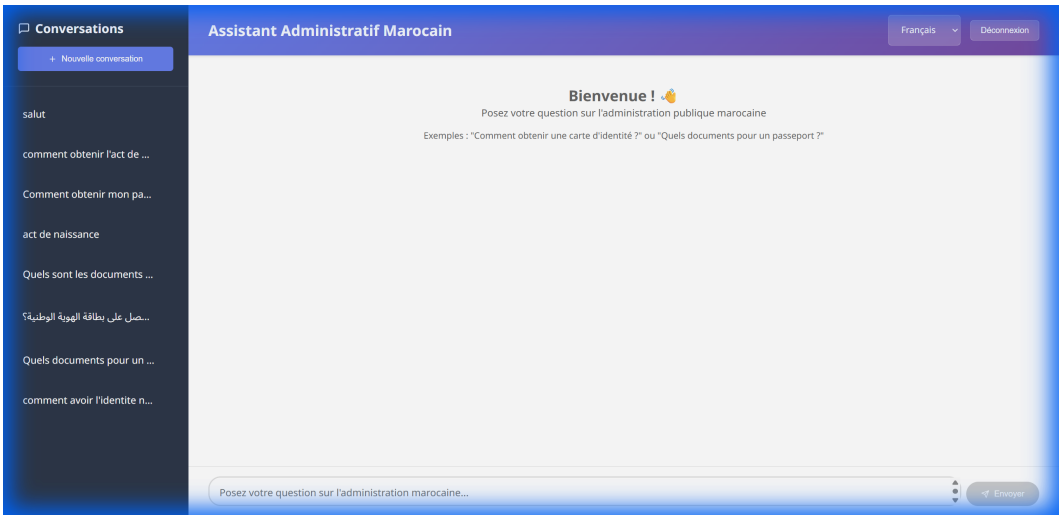 Conversations
+ Nouvelle conversation
salut
comment obtenir l'act de ...
Comment obtenir mon pa...
act de naissance
Quels sont les documents ...
...صل على بطاقة الهوية الوطنية؟
Quels documents pour un ...
comment avoir l'identite n...
Assistant Administratif Marocain
Français
Déconnexion
Bienvenue ! 👋
Posez votre question sur l'administration publique marocaine
Exemples : "Comment obtenir une carte d'identité ?" ou "Quels documents pour un passeport ?"
Posez votre question sur l'administration marocaine...
Envoyer